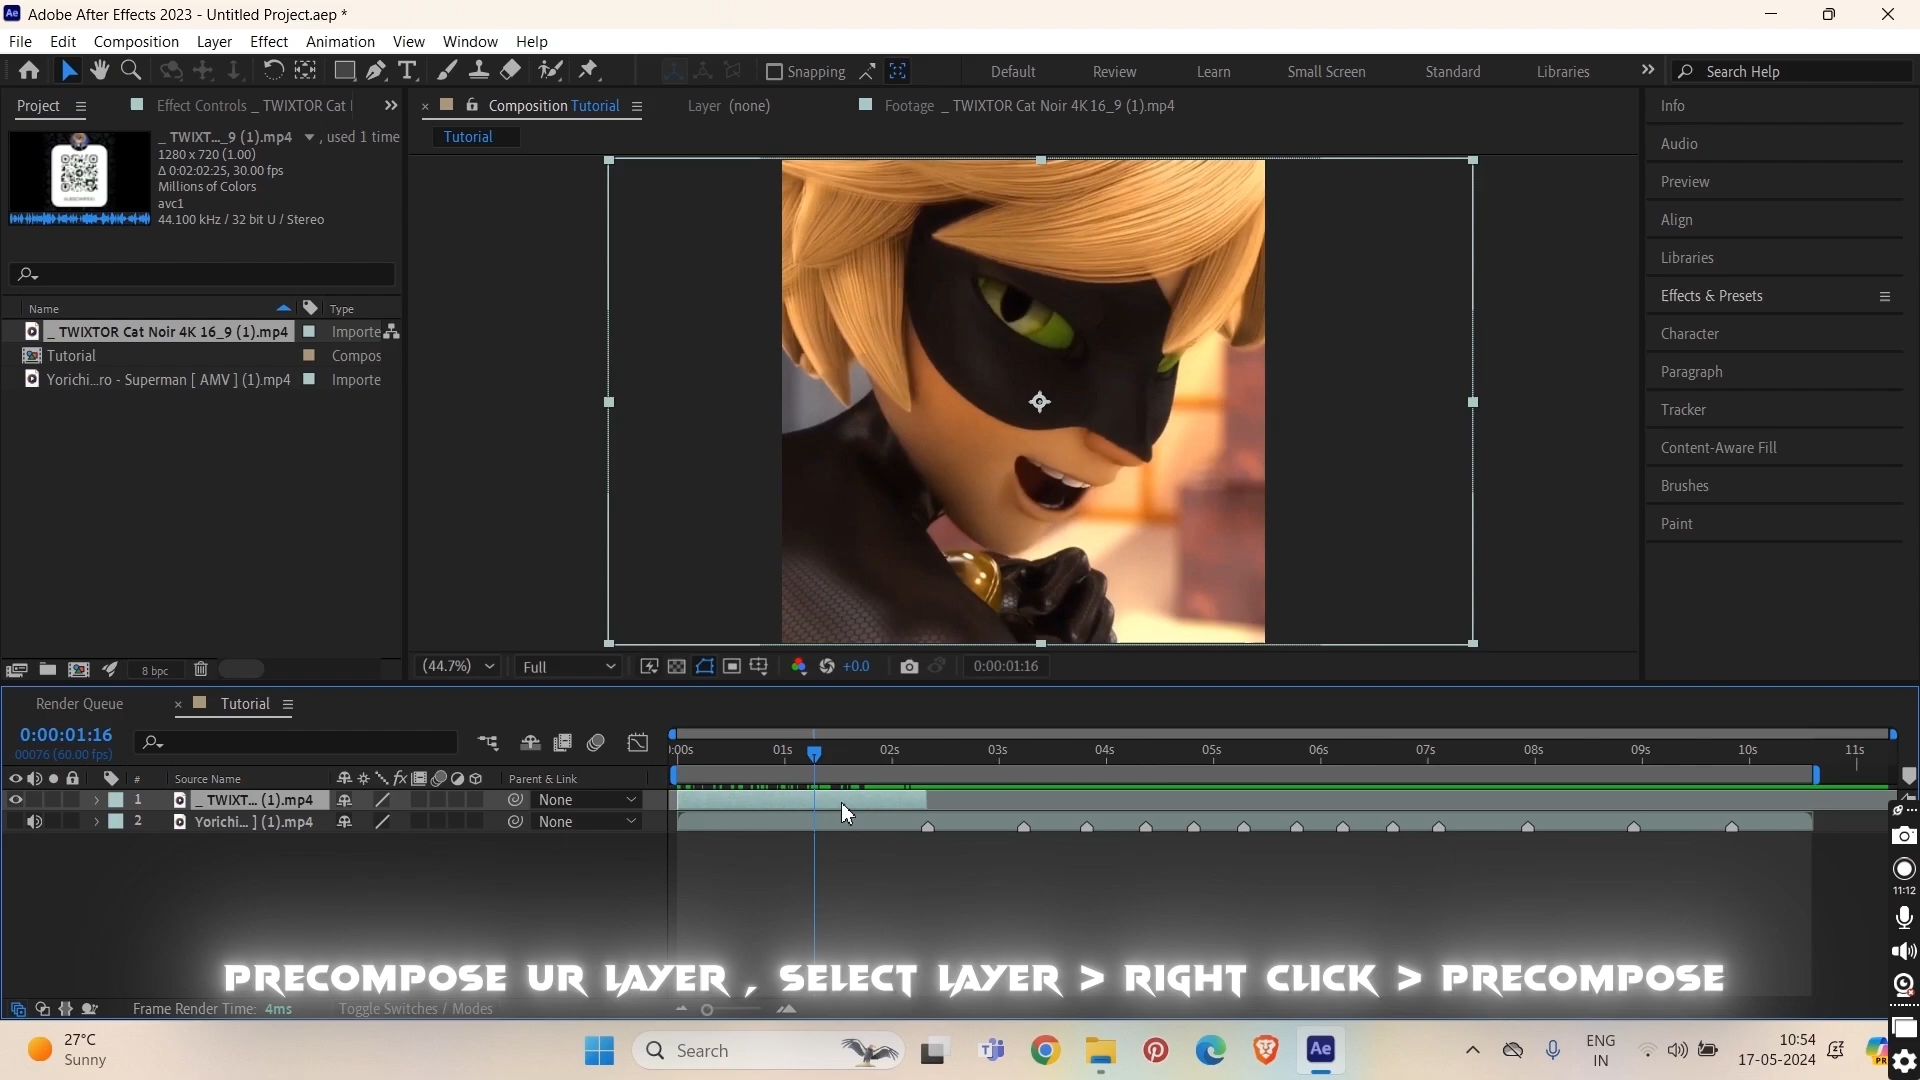 Adobe After Effects 2023 - Untitled Project.aep *
File Edit Composition Layer Effect Animation View Window Help
Snapping
Default Review Learn Small Screen Standard Libraries
Search Help
Project
Effect Controls _ TWIXTOR Cat
Composition Tutorial
Layer (none)
Footage _ TWIXTOR Cat Noir 4K 16_9 (1).mp4
Tutorial
_ TWIXT..._9 (1).mp4 , used 1 time
1280 x 720 (1.00)
Δ 0:02:02:25, 30.00 fps
Millions of Colors
avc1
44.100 kHz / 32 bit U / Stereo
Name Type
_ TWIXTOR Cat Noir 4K 16_9 (1).mp4 Importe
Tutorial Compos
Yorichi...ro - Superman [ AMV ] (1).mp4 Importe
Info
Audio
Preview
Align
Libraries
Effects & Presets
Character
Paragraph
Tracker
Content-Aware Fill
Brushes
Paint
8 bpc
(44.7%) Full +0.0 0:00:01:16
Render Queue
Tutorial
0:00:01:16
00076 (60.00 fps)
):00s 01s 02s 03s 04s 05s 06s 07s 08s 09s 10s 11s
# Source Name fx Parent & Link
1 _ TWIXT... (1).mp4 None
2 Yorichi... ] (1).mp4 None
11:12
PRECOMPOSE UR LAYER , SELECT LAYER > RIGHT CLICK > PRECOMPOSE
Frame Render Time: 4ms Toggle Switches / Modes
27°C
Sunny
Search
Ae
ENG
IN
10:54
17-05-2024